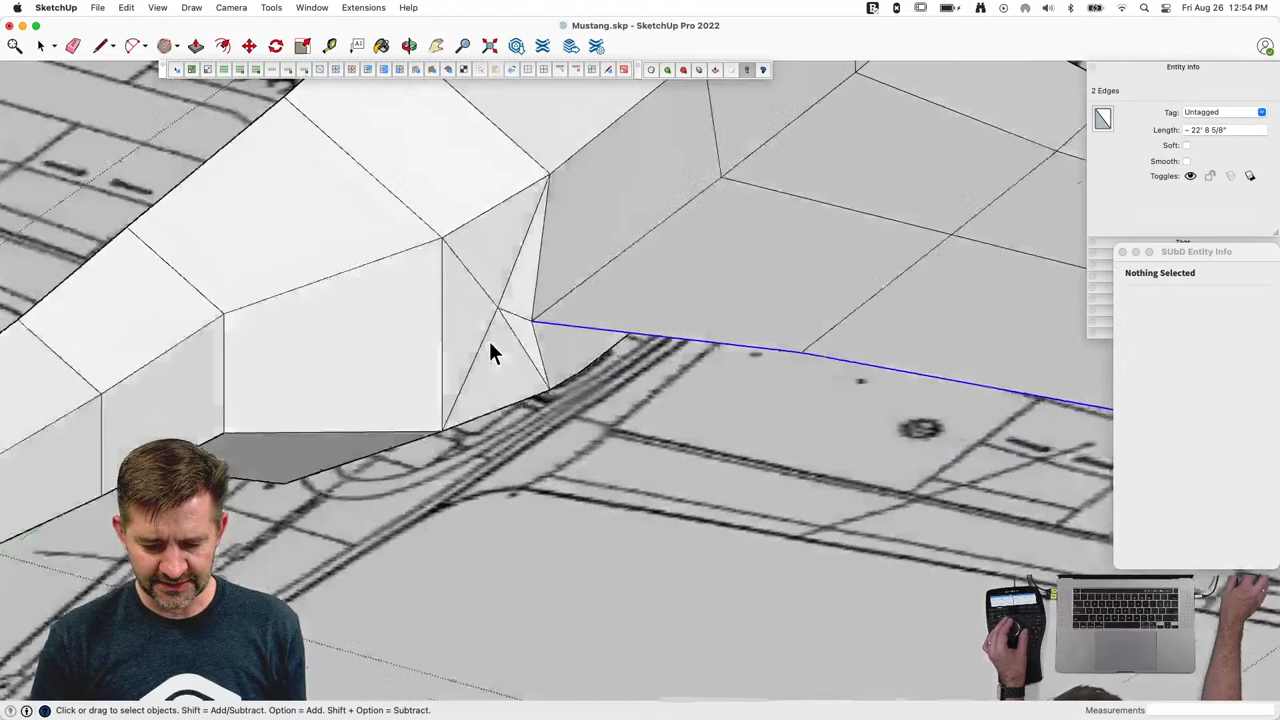 SketchUp File Edit View Draw Camera Tools Window Extensions Help
Fri Aug 26 12:54 PM
Mustang.skp - SketchUp Pro 2022
Entity Info
2 Edges
Tag: Untagged
Length: ~ 22' 8 5/8"
Soft:
Smooth:
Toggles:
Tags
SUbD Entity Info
Nothing Selected
Click or drag to select objects. Shift = Add/Subtract. Option = Add. Shift + Option = Subtract.
Measurements